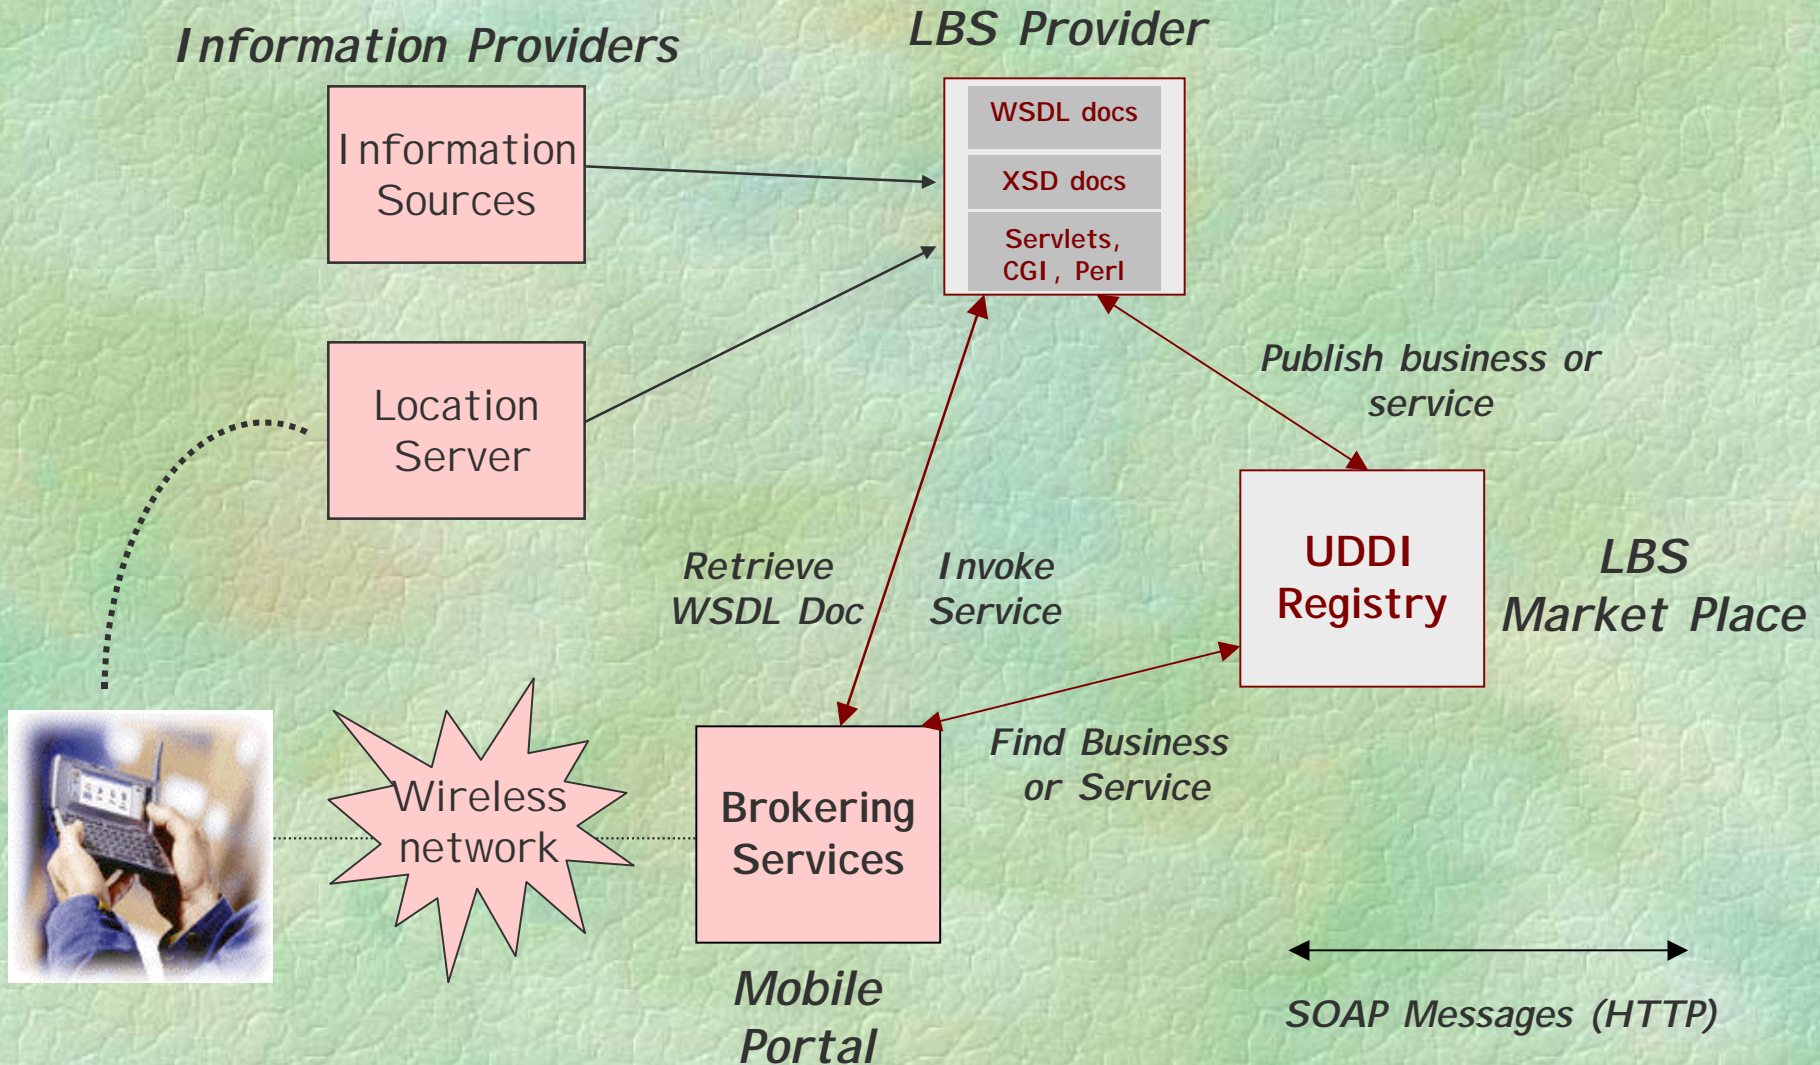 Information Providers
LBS Provider
Information
Sources
WSDL docs
XSD docs
Servlets,
CGI, Perl
Location
Server
Publish business or
service
UDDI
Registry
LBS
Market Place
Retrieve
WSDL Doc
Invoke
Service
Find Business
or Service
Wireless
network
Brokering
Services
Mobile
Portal
SOAP Messages (HTTP)